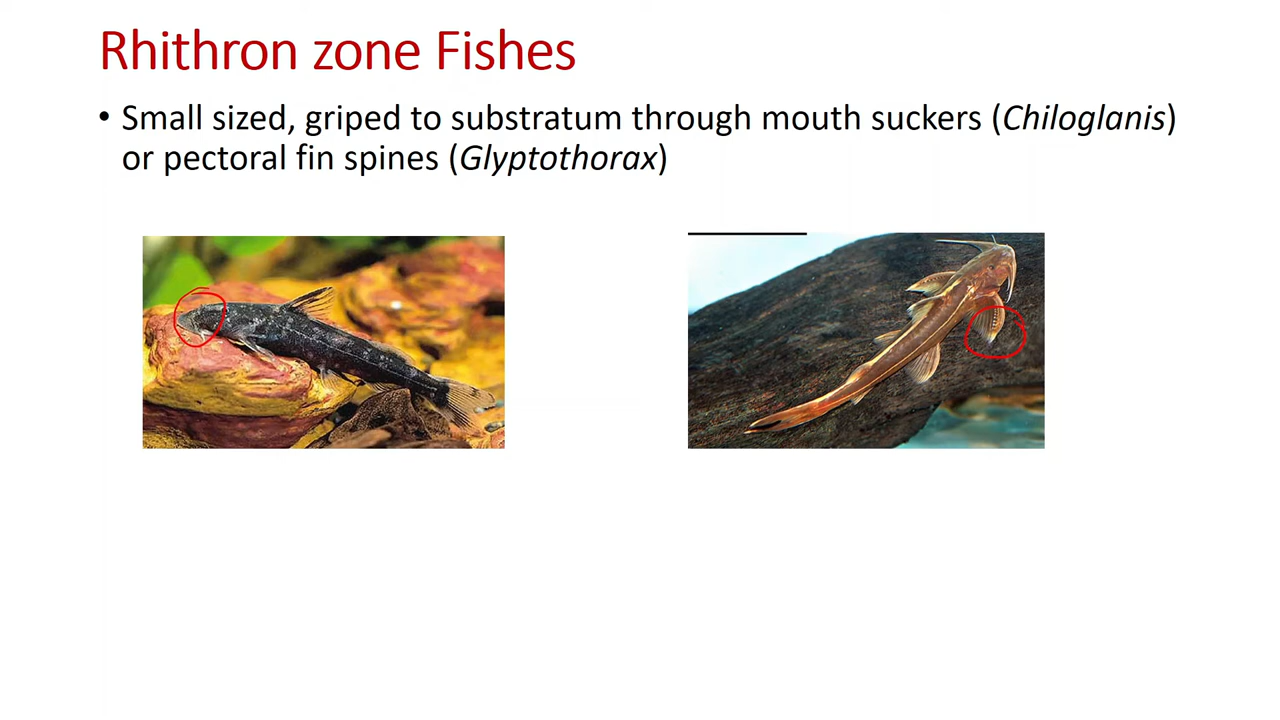 Rhithron zone Fishes
• Small sized, griped to substratum through mouth suckers (Chiloglanis)
or pectoral fin spines (Glyptothorax)